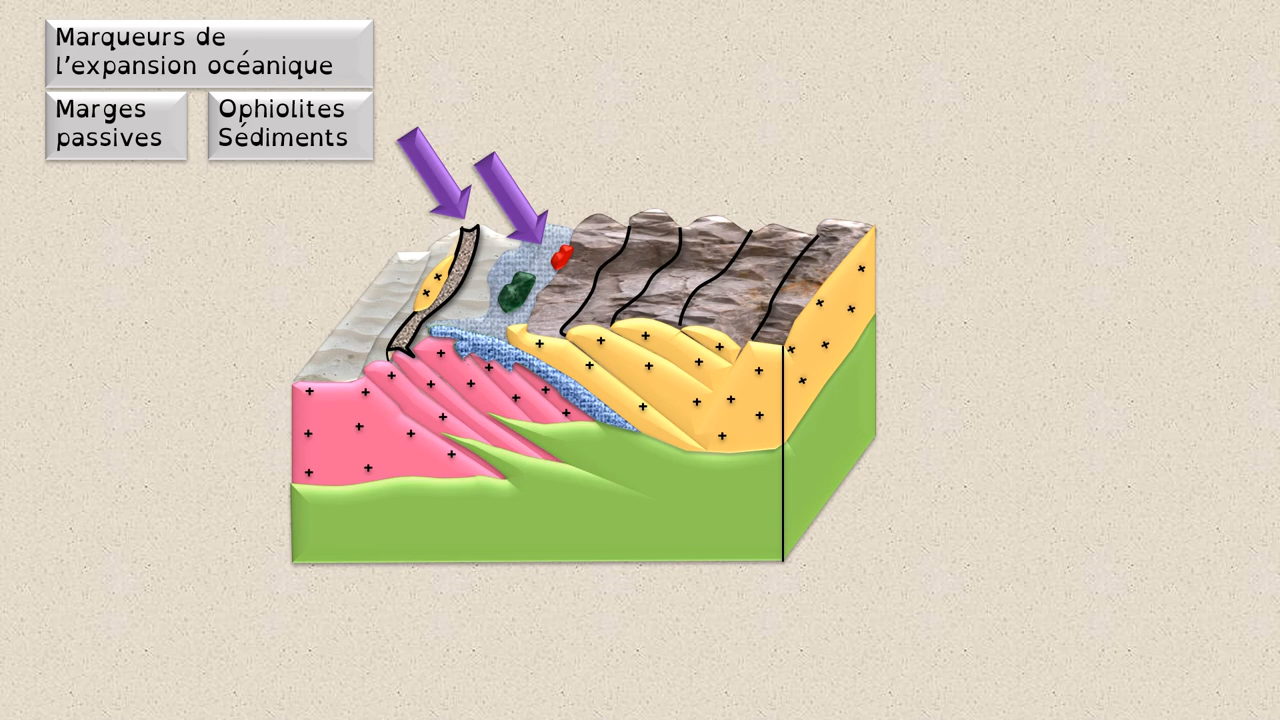 Marqueurs de
l'expansion océanique
Marges
passives
Ophiolites
Sédiments